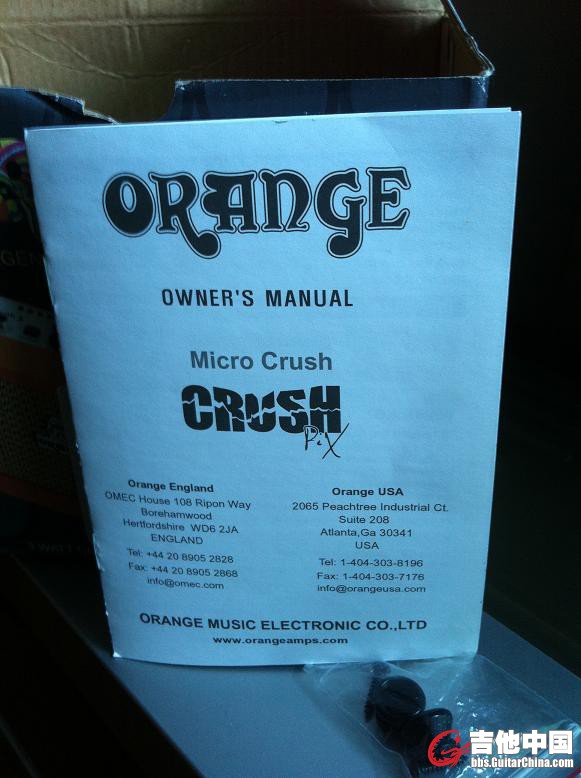 ORANGE
OWNER'S MANUAL
Micro Crush
CRUSH
PiX
Orange England
OMEC House 108 Ripon Way
Borehamwood
Hertfordshire WD6 2JA
ENGLAND
Tel: +44 20 8905 2828
Fax: +44 20 8905 2868
info@omec.com
Orange USA
2065 Peachtree Industrial Ct.
Suite 208
Atlanta,Ga 30341
USA
Tel: 1-404-303-8196
Fax: 1-404-303-7176
info@orangeusa.com
ORANGE MUSIC ELECTRONIC CO.,LTD
www.orangeamps.com
吉他中国
bbs.GuitarChina.com